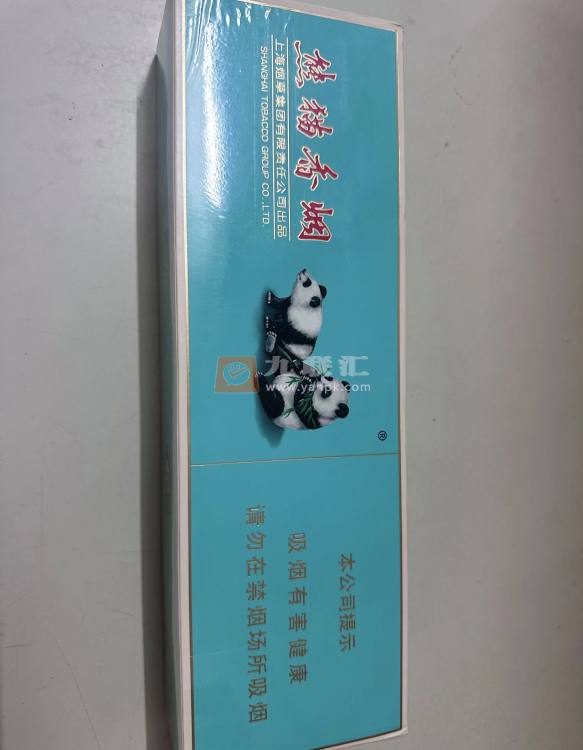 熊猫香烟
上海烟草集团有限责任公司出品
SHANGHAI TOBACCO GROUP CO.,LTD.
®
九联汇
www.yanpk.com
本公司提示
吸烟有害健康
请勿在禁烟场所吸烟